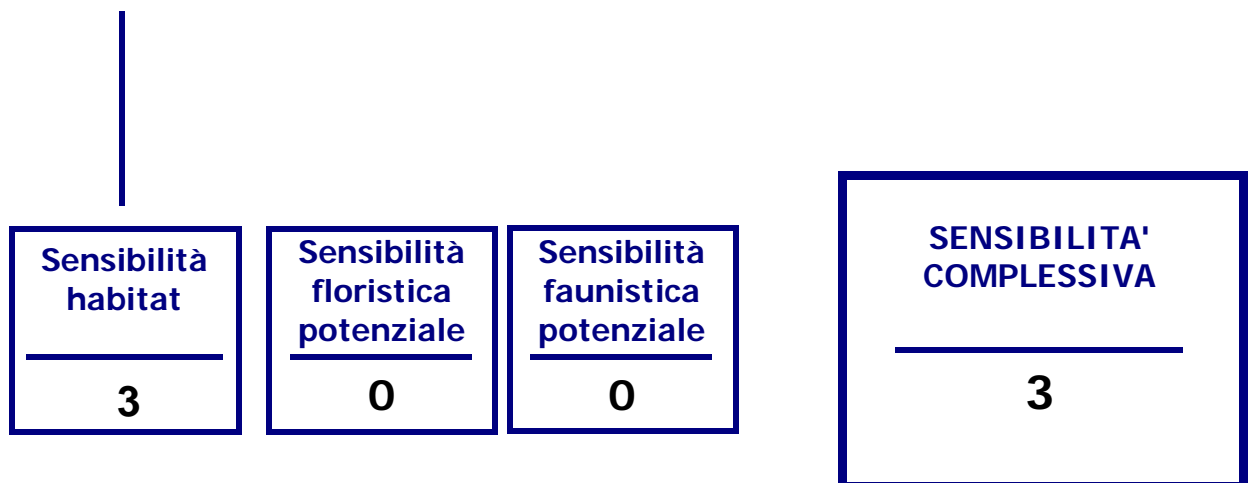 Sensibilità
habitat
3
Sensibilità
floristica
potenziale
0
Sensibilità
faunistica
potenziale
0
SENSIBILITA'
COMPLESSIVA
3